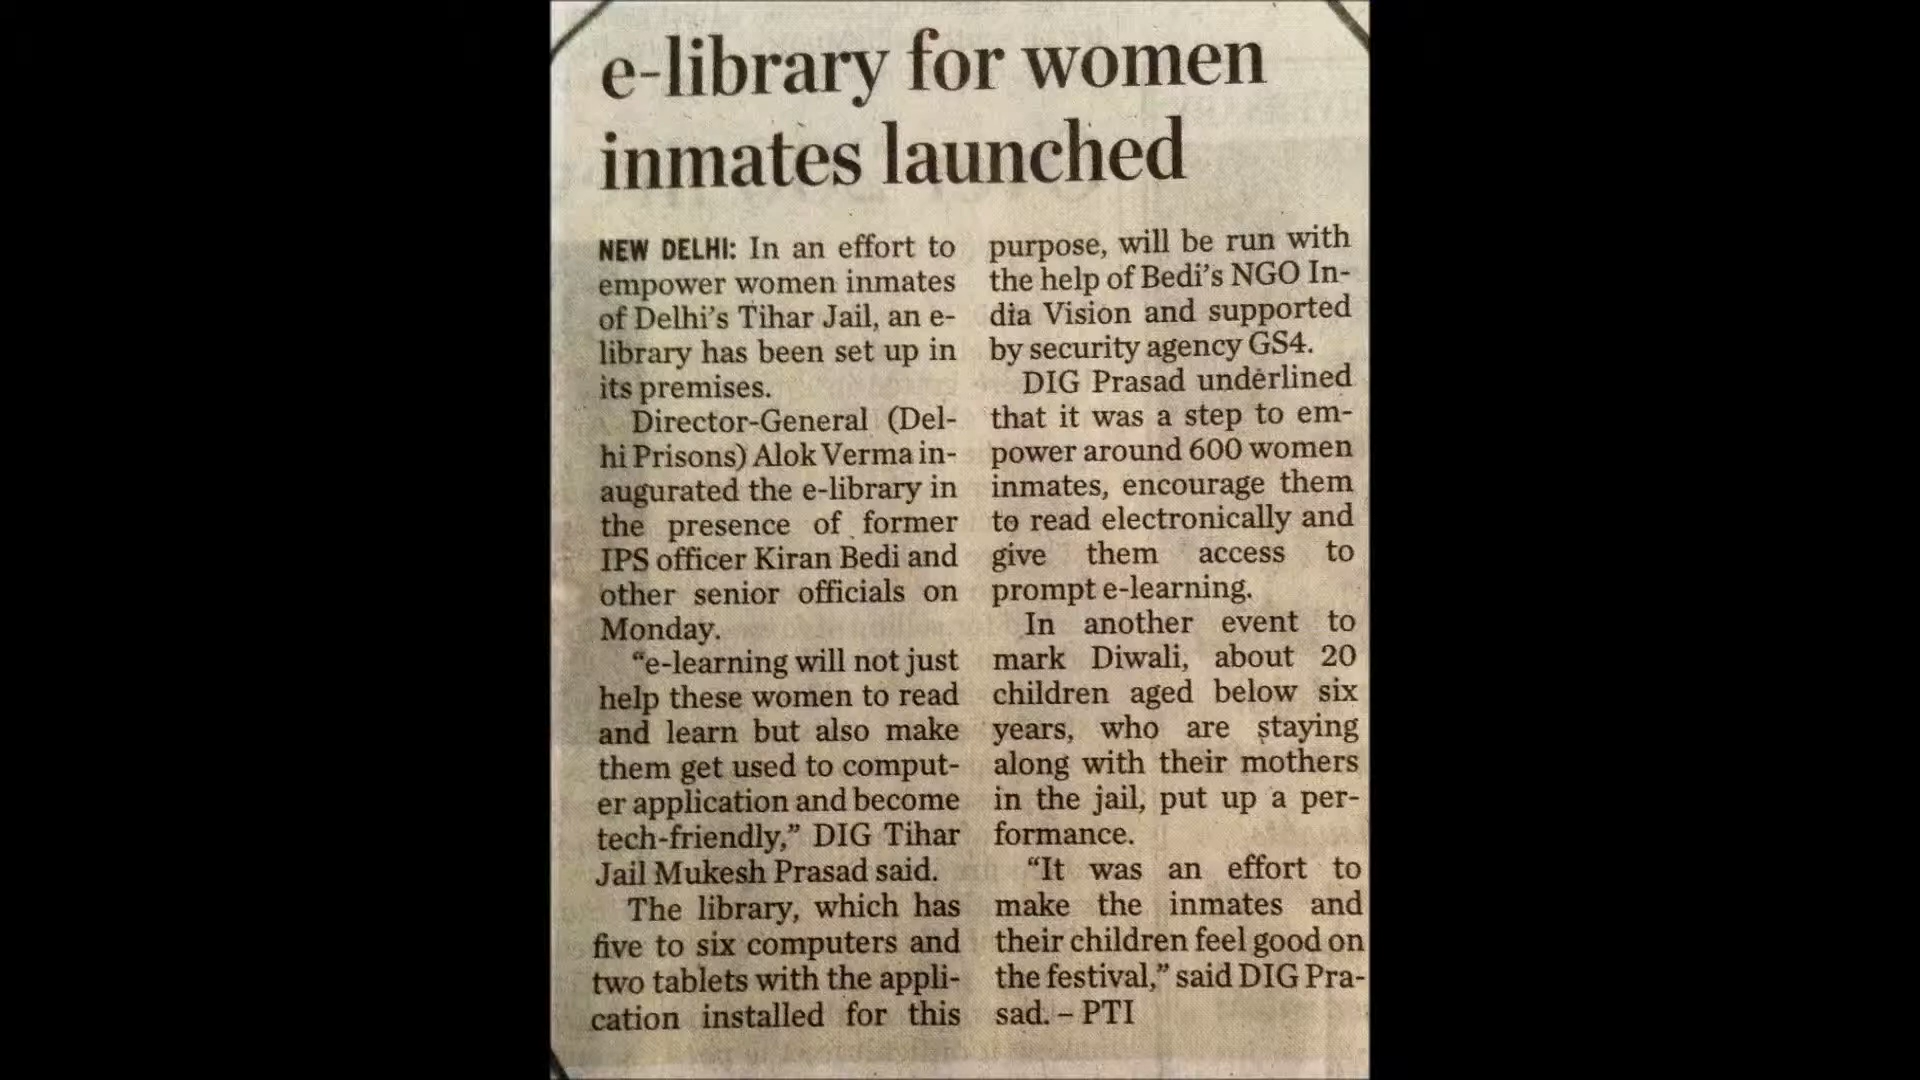 e-library for women
inmates launched
NEW DELHI: In an effort to
empower women inmates
of Delhi's Tihar Jail, an e-
library has been set up in
its premises.
Director-General (Del-
hi Prisons) Alok Verma in-
augurated the e-library in
the presence of former
IPS officer Kiran Bedi and
other senior officials on
Monday.
“e-learning will not just
help these women to read
and learn but also make
them get used to comput-
er application and become
tech-friendly,” DIG Tihar
Jail Mukesh Prasad said.
The library, which has
five to six computers and
two tablets with the appli-
cation installed for this
purpose, will be run with
the help of Bedi's NGO In-
dia Vision and supported
by security agency GS4.
DIG Prasad underlined
that it was a step to em-
power around 600 women
inmates, encourage them
to read electronically and
give them access to
prompt e-learning.
In another event to
mark Diwali, about 20
children aged below six
years, who are staying
along with their mothers
in the jail, put up a per-
formance.
“It was an effort to
make the inmates and
their children feel good on
the festival,” said DIG Pra-
sad. – PTI